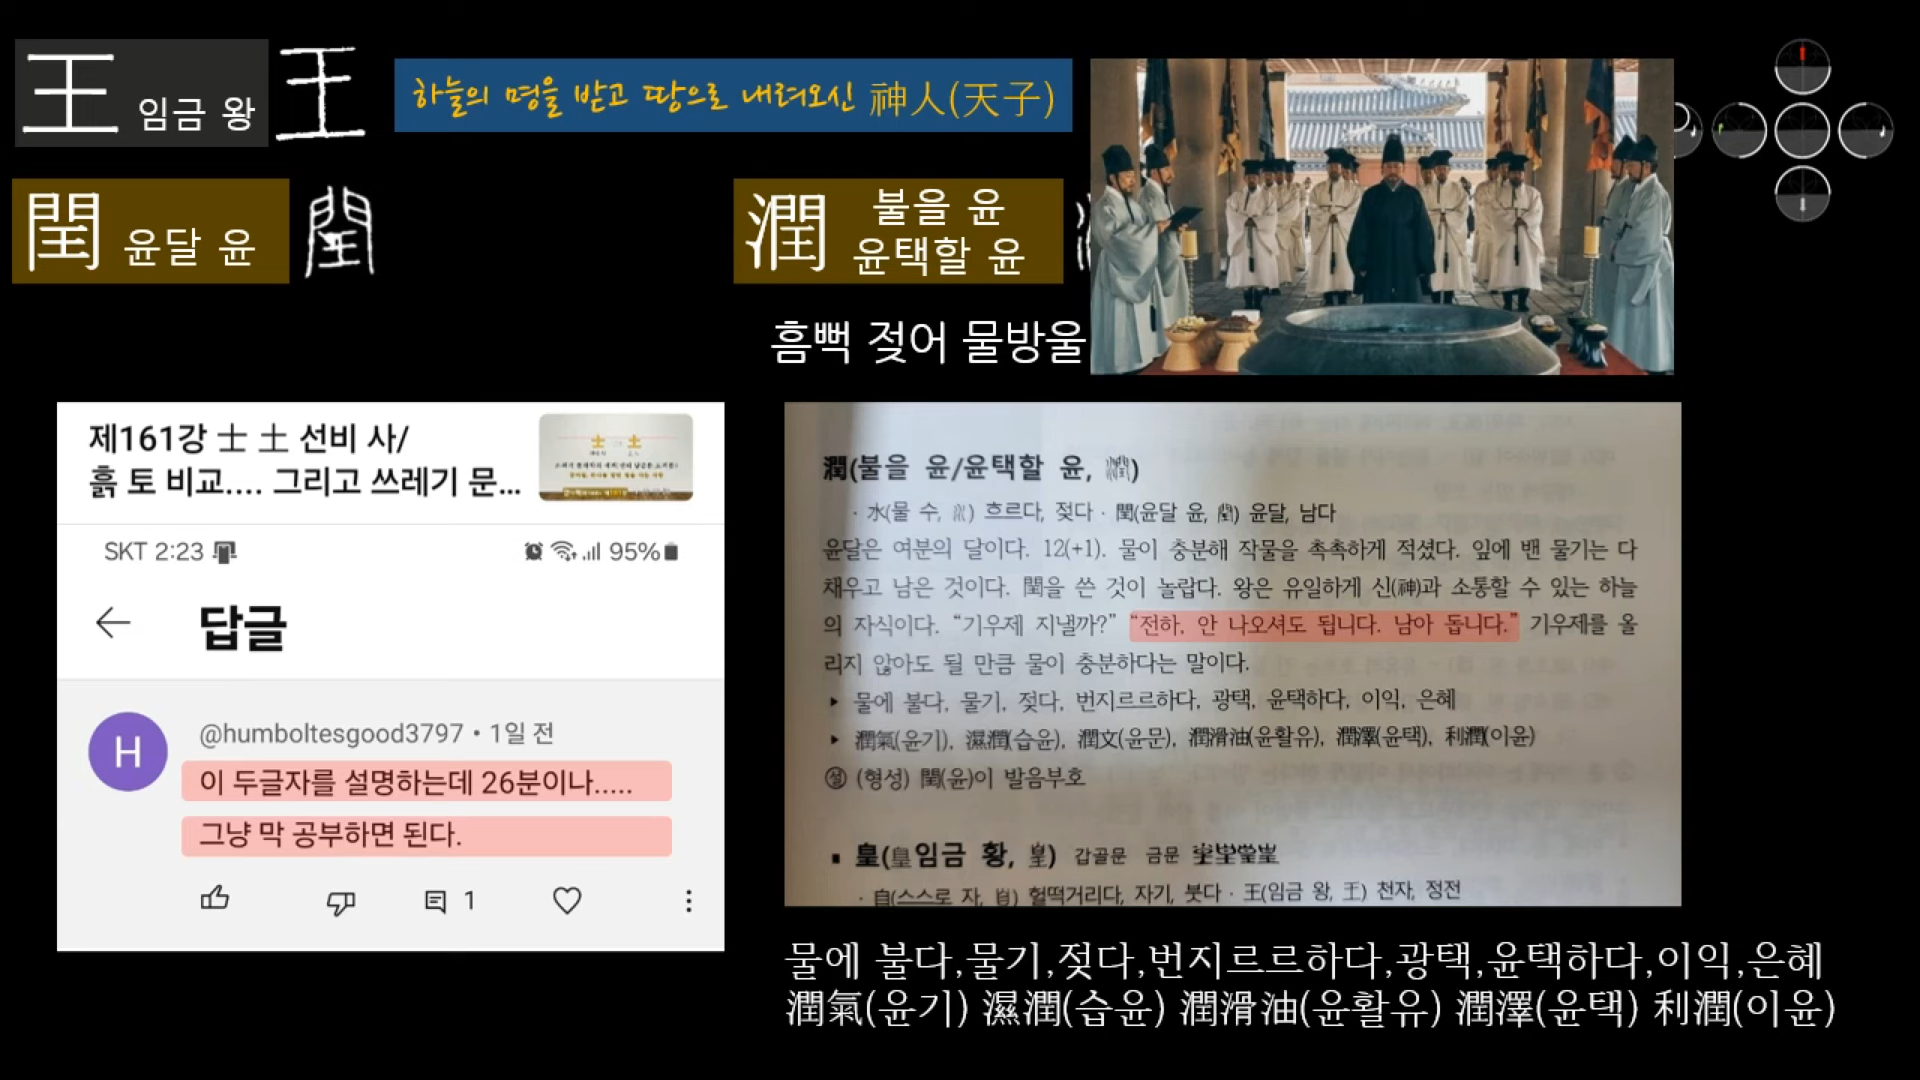 王 임금 왕 王
하늘의 명을 받고 땅으로 내려오신 神人(天子)
閏 윤달 윤 閏
潤 불을 윤
윤택할 윤
흠뻑 젖어 물방울
제161강 士 土 선비 사/
흙 토 비교.... 그리고 쓰레기 문...
SKT 2:23
95%
답글
H
@humboltesgood3797 • 1일 전
이 두글자를 설명하는데 26분이나.....
그냥 막 공부하면 된다.
1
潤(불을 윤/윤택할 윤, 潤)
· 水(물 수, 水) 흐르다, 젖다 · 閏(윤달 윤, 閏) 윤달, 남다
윤달은 여분의 달이다. 12(+1). 물이 충분해 작물을 촉촉하게 적셨다. 잎에 밴 물기는 다
채우고 남은 것이다. 閏을 쓴 것이 놀랍다. 왕은 유일하게 신(神)과 소통할 수 있는 하늘
의 자식이다. “기우제 지낼까?” “전하, 안 나오셔도 됩니다. 남아 돕니다.” 기우제를 올
리지 않아도 될 만큼 물이 충분하다는 말이다.
▸ 물에 불다, 물기, 젖다, 번지르르하다, 광택, 윤택하다, 이익, 은혜
▸ 潤氣(윤기), 濕潤(습윤), 潤文(윤문), 潤滑油(윤활유), 潤澤(윤택), 利潤(이윤)
설 (형성) 閏(윤)이 발음부호
▪ 皇(皇임금 황, 皇) 갑골문 금문
· 自(스스로 자, 自) 헐떡거리다, 자기, 붓다 · 王(임금 왕, 王) 천자, 정전
물에 불다,물기,젖다,번지르르하다,광택,윤택하다,이익,은혜
潤氣(윤기) 濕潤(습윤) 潤滑油(윤활유) 潤澤(윤택) 利潤(이윤)